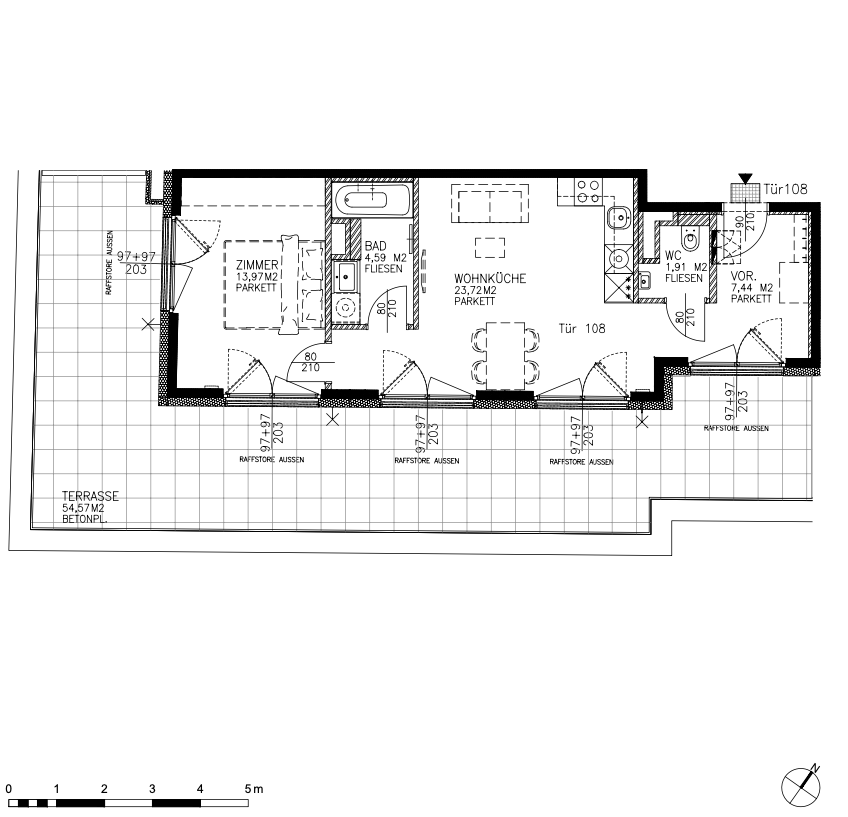 Tür108
90
210
RAFFSTORE AUSSEN
97+97
203
ZIMMER
13,97M2
PARKETT
BAD
4,59 M2
FLIESEN
80
210
WOHNKÜCHE
23,72M2
PARKETT
WC
1,91 M2
FLIESEN
VOR.
7,44 M2
PARKETT
80
210
Tür 108
80
210
97+97
203
RAFFSTORE AUSSEN
97+97
203
RAFFSTORE AUSSEN
97+97
203
RAFFSTORE AUSSEN
97+97
203
RAFFSTORE AUSSEN
TERRASSE
54,57M2
BETONPL.
0 1 2 3 4 5 m
N